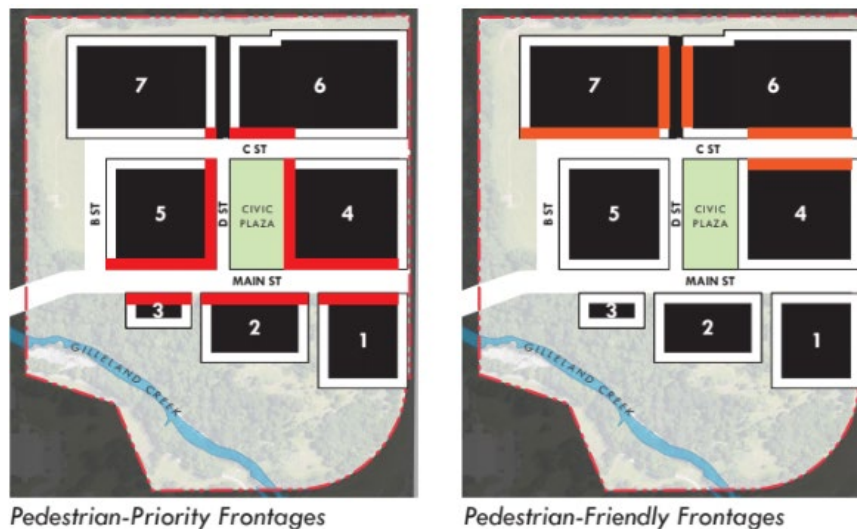 7
6
C ST
B ST
5
D ST
CIVIC
PLAZA
4
MAIN ST
3
2
1
GILLELAND CREEK
Pedestrian-Priority Frontages
7
6
C ST
B ST
5
D ST
CIVIC
PLAZA
4
MAIN ST
3
2
1
GILLELAND CREEK
Pedestrian-Friendly Frontages